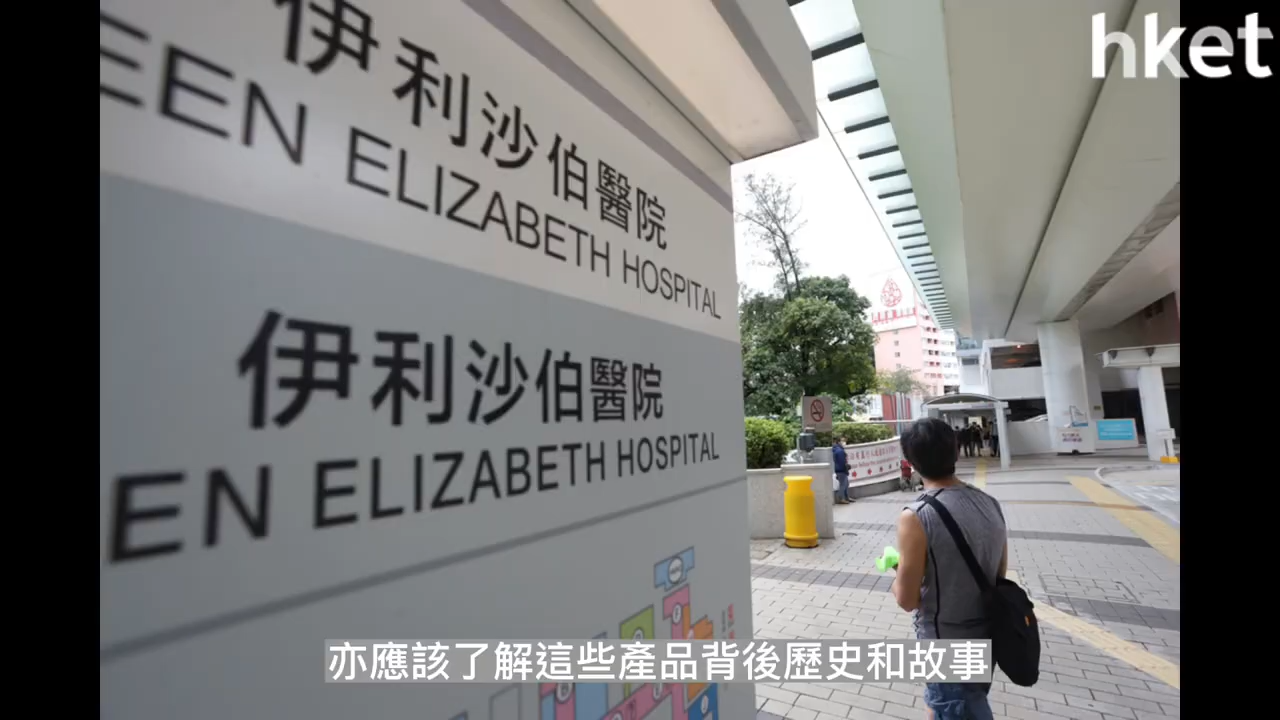 hket
伊利沙伯醫院
EEN ELIZABETH HOSPITAL
伊利沙伯醫院
EN ELIZABETH HOSPITAL
亦應該了解這些產品背後歷史和故事